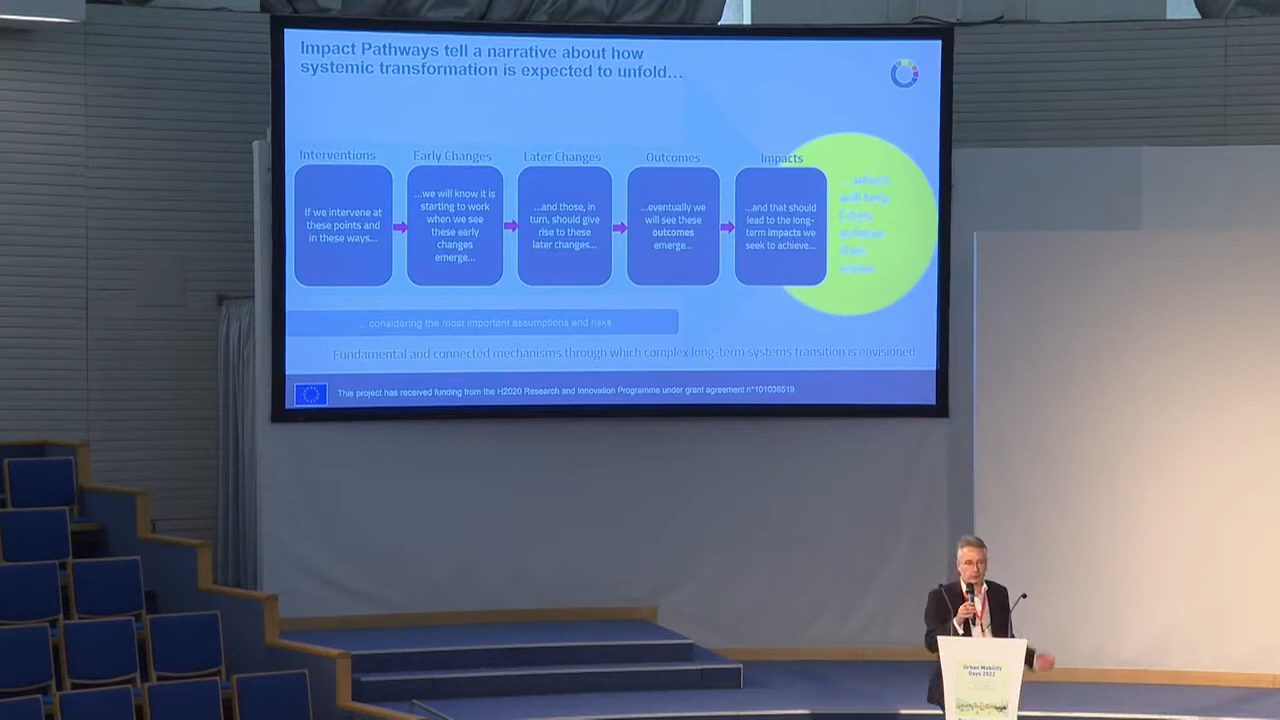 Impact Pathways tell a narrative about how
systemic transformation is expected to unfold...
Interventions
If we intervene at
these points and
in these ways...
Early Changes
...we will know it is
starting to work
when we see
these early
changes
emerge...
Later Changes
...and those, in
turn, should give
rise to these
later changes...
Outcomes
...eventually we
will see these
outcomes
emerge...
Impacts
...and that should
lead to the long-
term impacts we
seek to achieve...
... considering the most important assumptions and risks
Fundamental and connected mechanisms through which complex long-term systems transition is envisioned
This project has received funding from the H2020 Research and Innovation Programme under grant agreement n°101036519
Urban Mobility
Days 2022